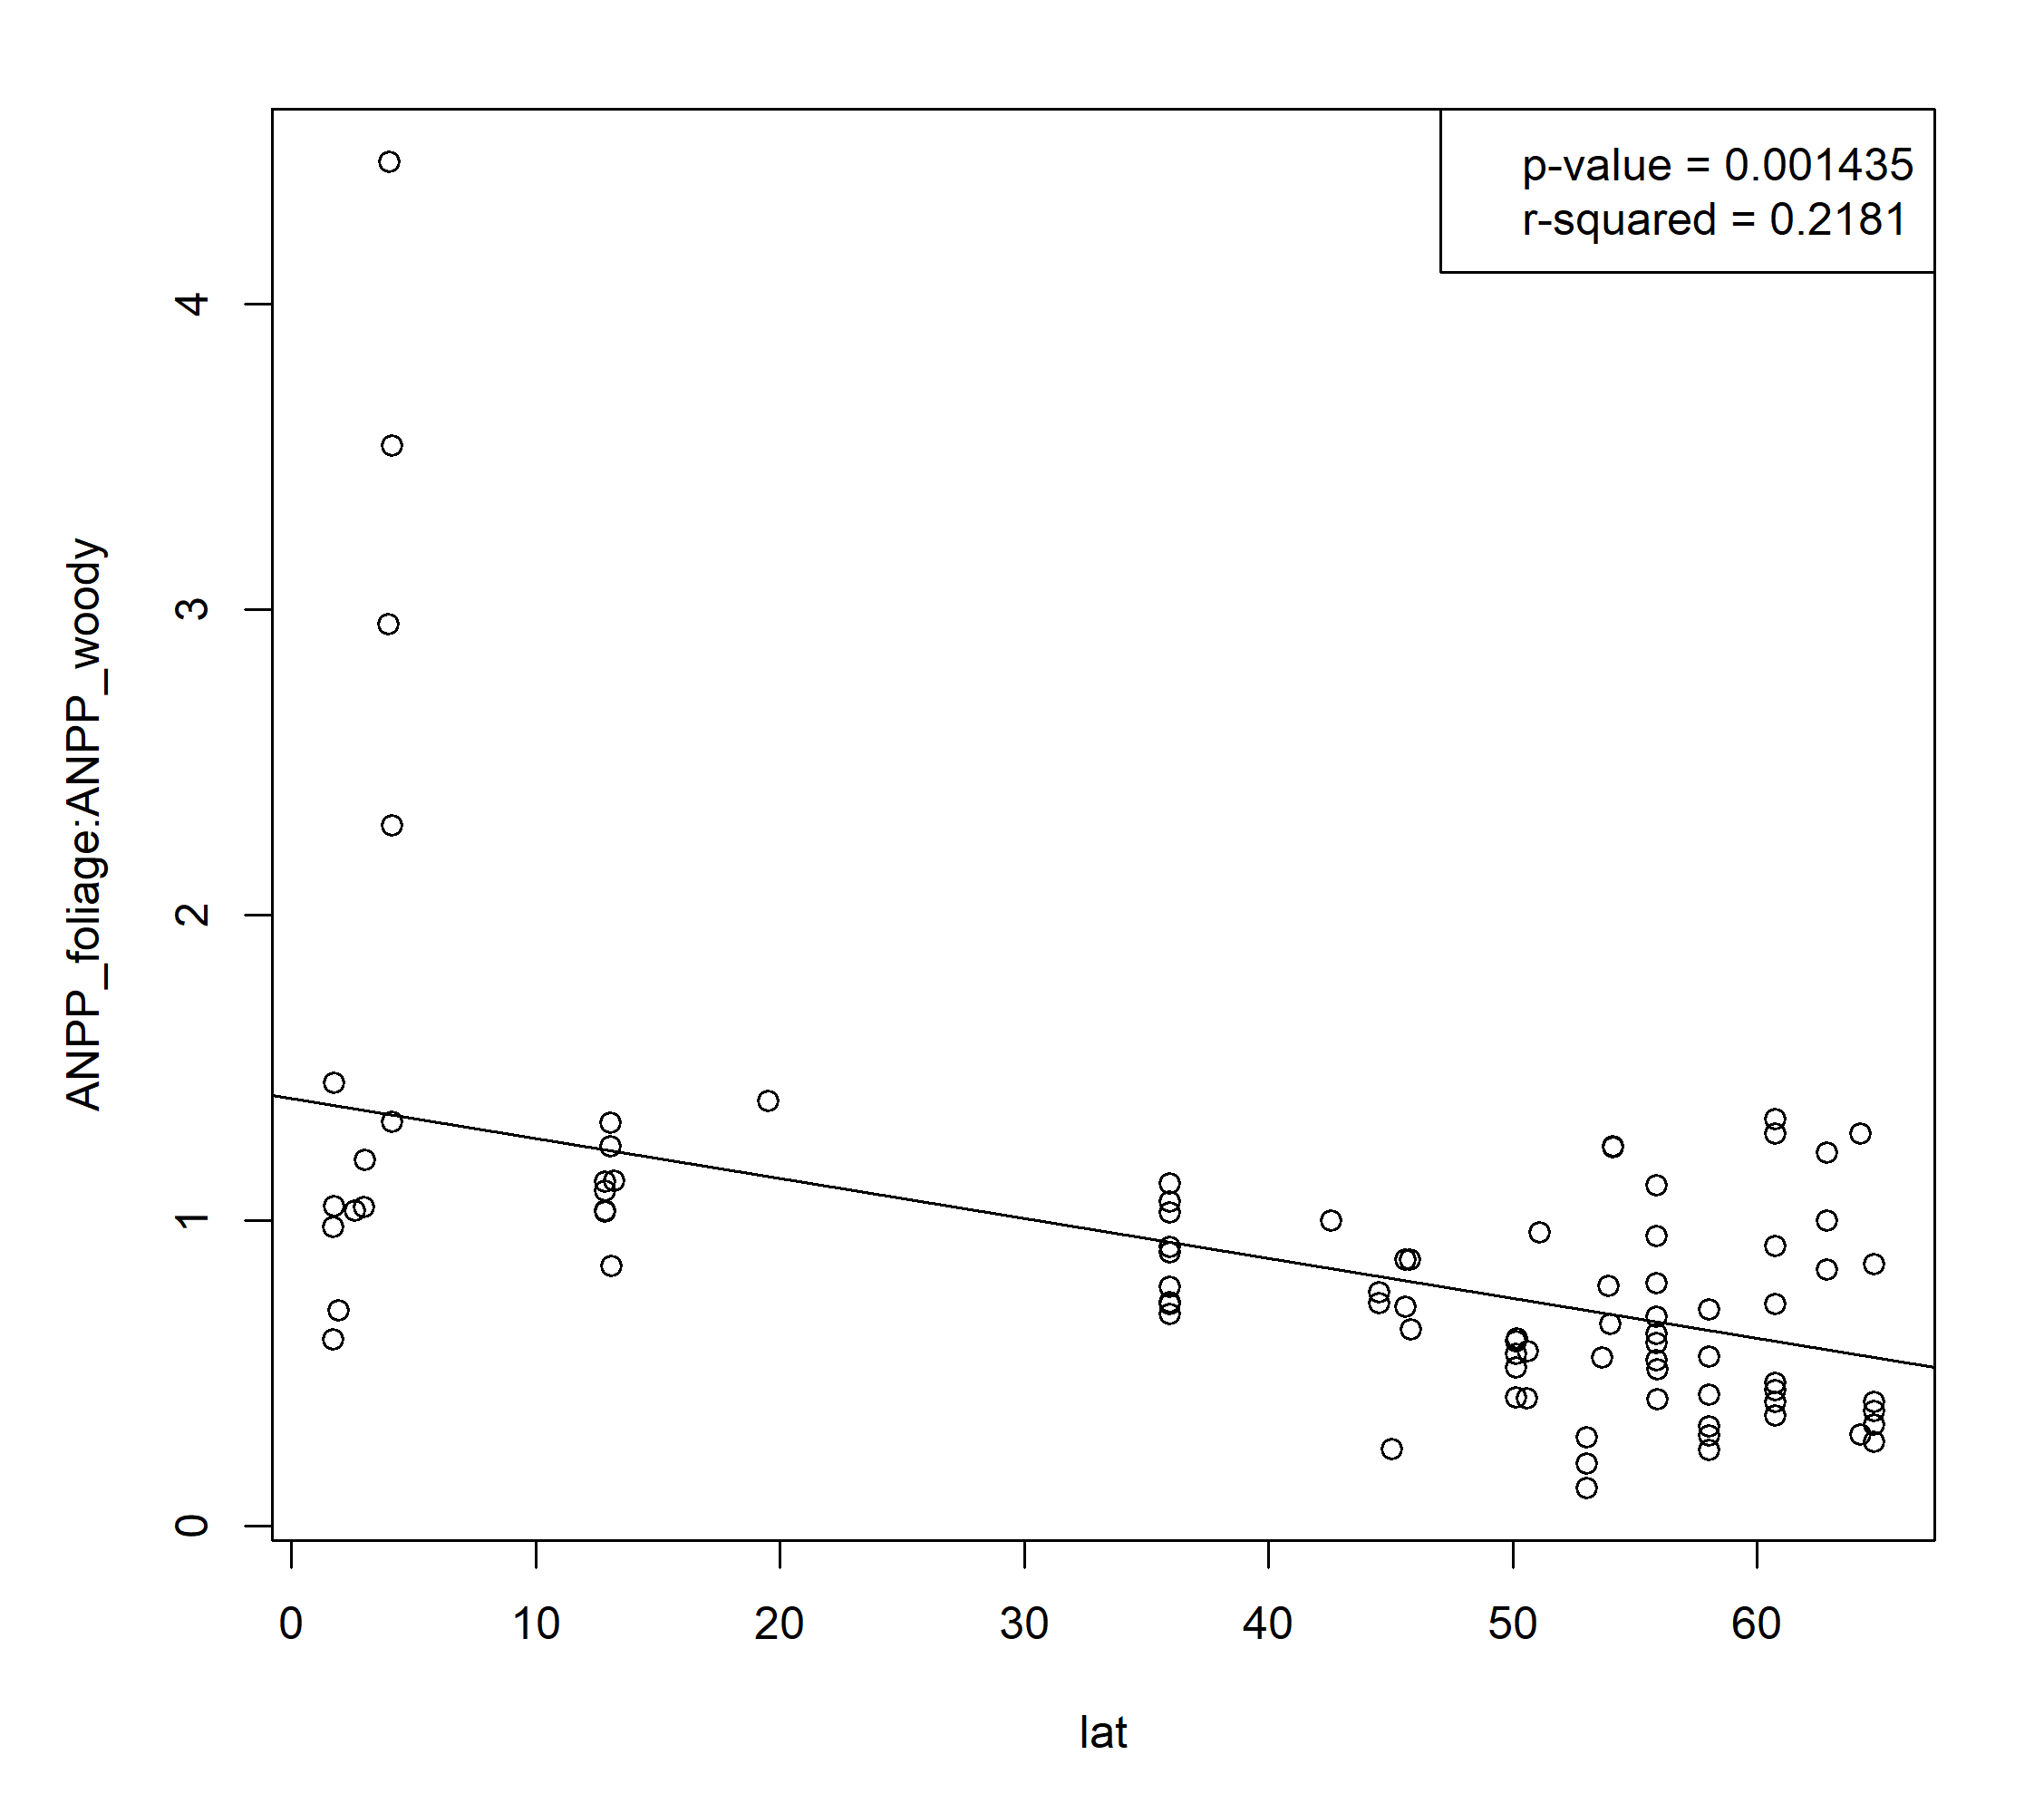 p-value = 0.001435
r-squared = 0.2181
ANPP_foliage:ANPP_woody
4
3
2
1
0
0 10 20 30 40 50 60
lat